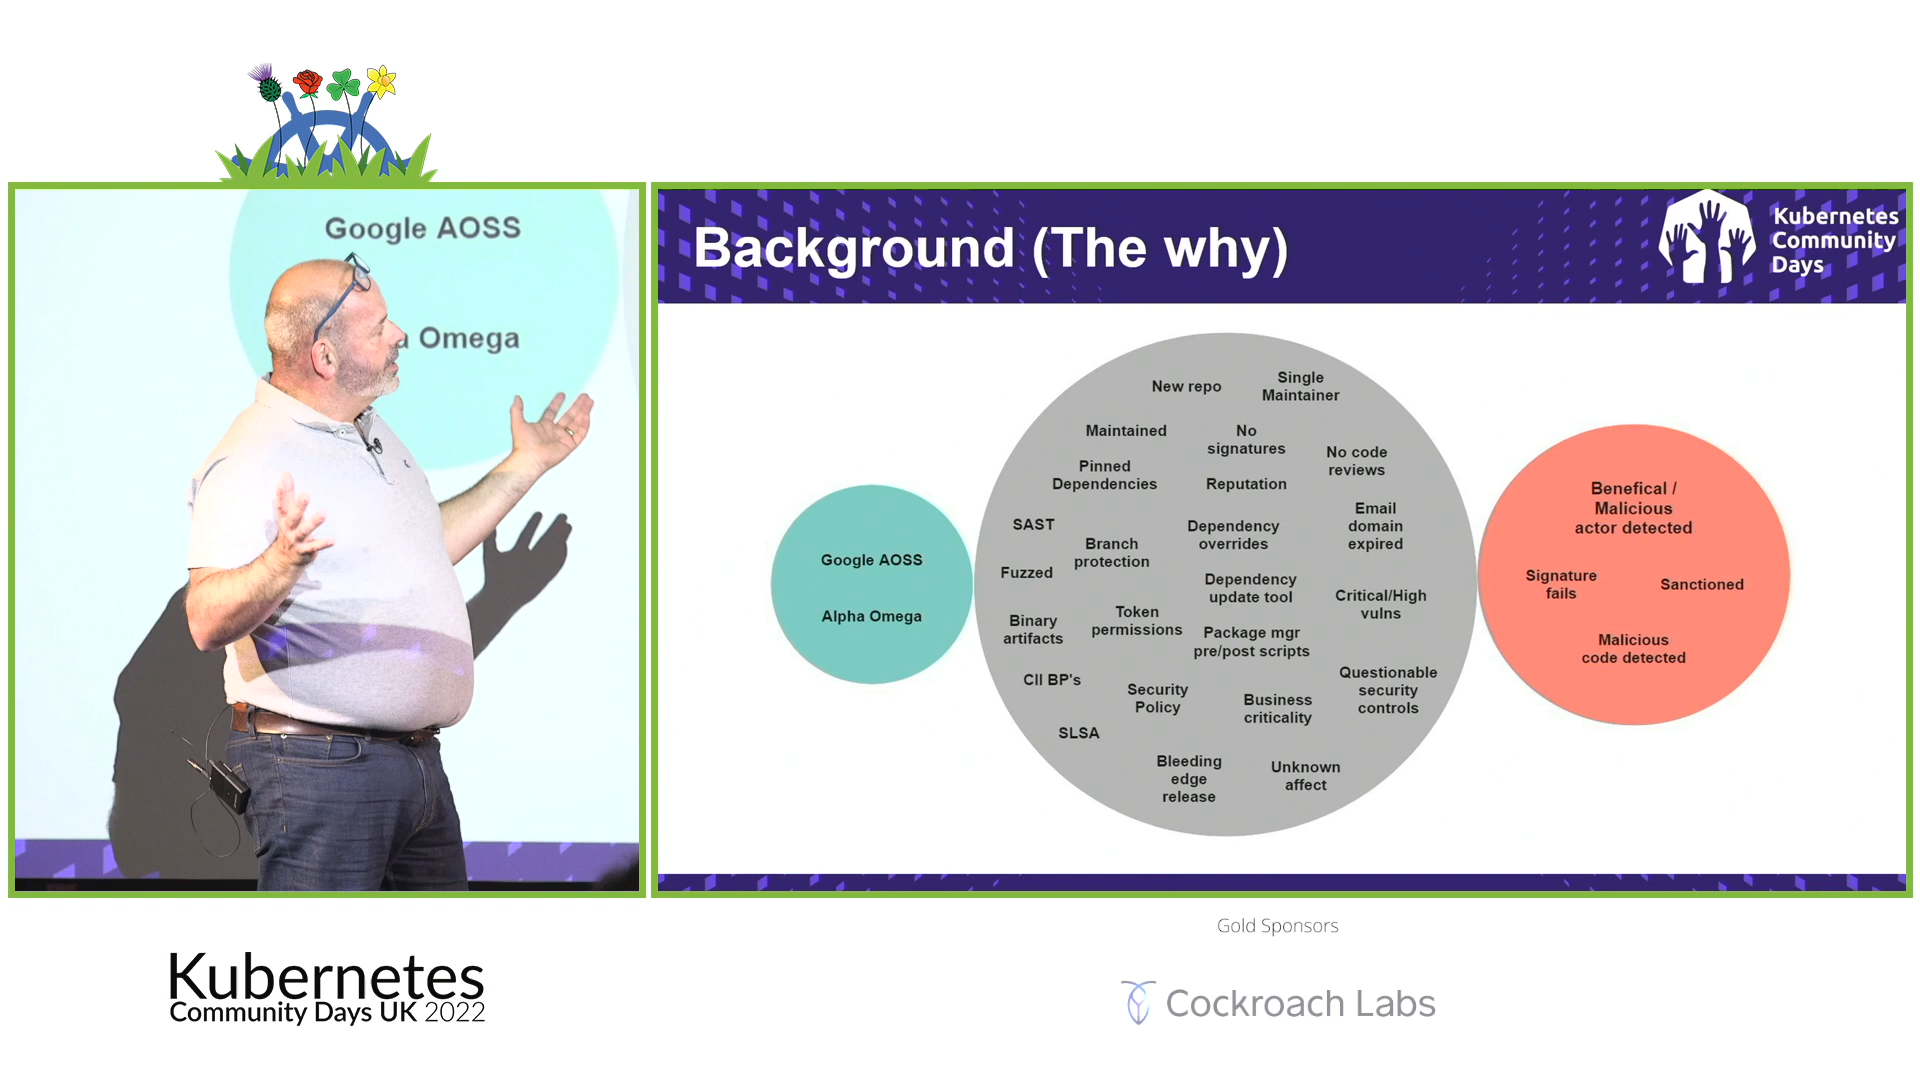 Google AOSS
a Omega
Background (The why)
Kubernetes
Community
Days
New repo
Single
Maintainer
Maintained
No
signatures
No code
reviews
Pinned
Dependencies
Reputation
Email
domain
expired
SAST
Dependency
overrides
Branch
protection
Fuzzed
Dependency
update tool
Critical/High
vulns
Binary
artifacts
Token
permissions
Package mgr
pre/post scripts
CII BP's
Security
Policy
Business
criticality
Questionable
security
controls
SLSA
Bleeding
edge
release
Unknown
affect
Google AOSS
Alpha Omega
Benefical /
Malicious
actor detected
Signature
fails
Sanctioned
Malicious
code detected
Gold Sponsors
Kubernetes
Community Days UK 2022
Cockroach Labs